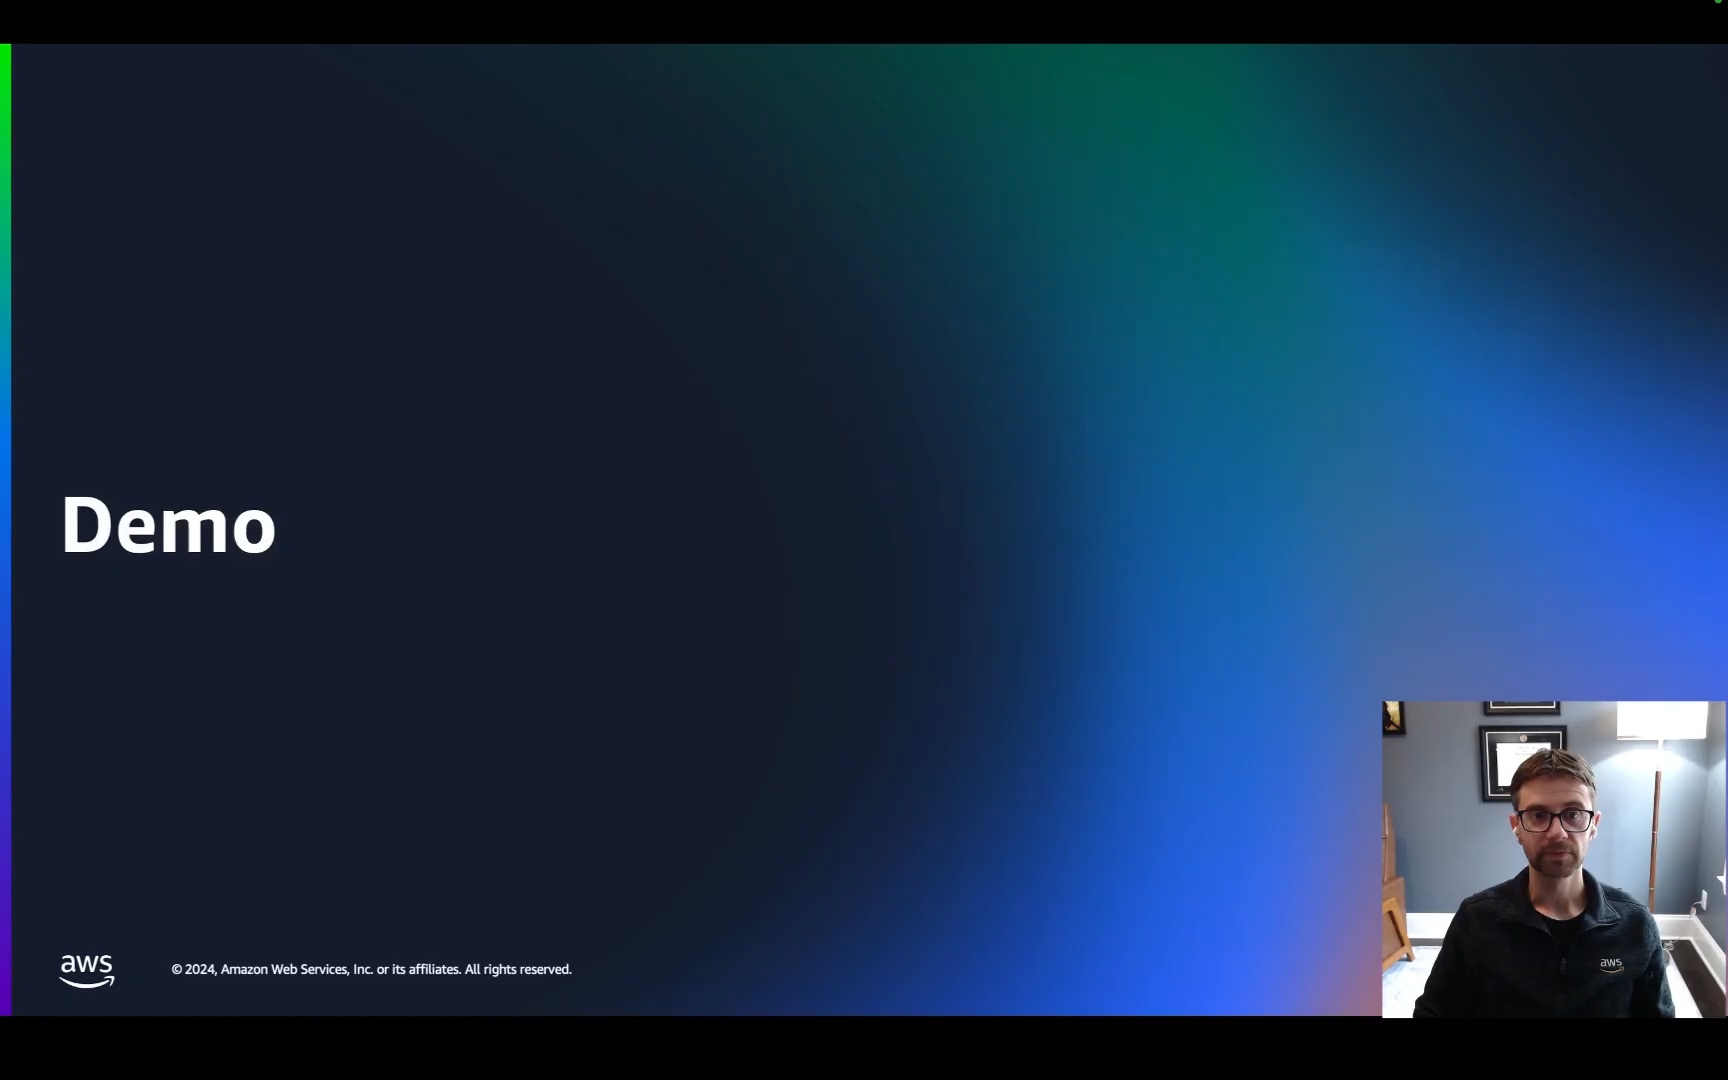 Demo
aws
© 2024, Amazon Web Services, Inc. or its affiliates. All rights reserved.
aws